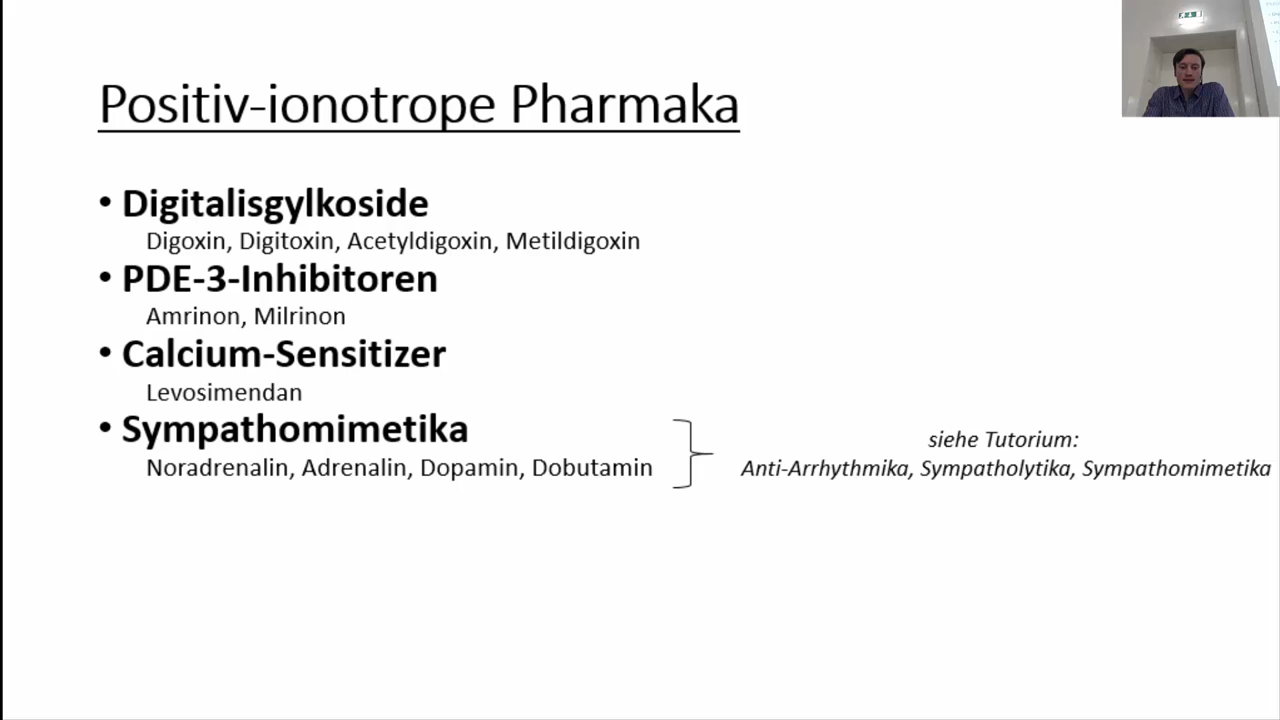 Positiv-ionotrope Pharmaka
• Digitalisgylkoside
Digoxin, Digitoxin, Acetyldigoxin, Metildigoxin
• PDE-3-Inhibitoren
Amrinon, Milrinon
• Calcium-Sensitizer
Levosimendan
• Sympathomimetika
Noradrenalin, Adrenalin, Dopamin, Dobutamin
siehe Tutorium:
Anti-Arrhythmika, Sympatholytika, Sympathomimetika